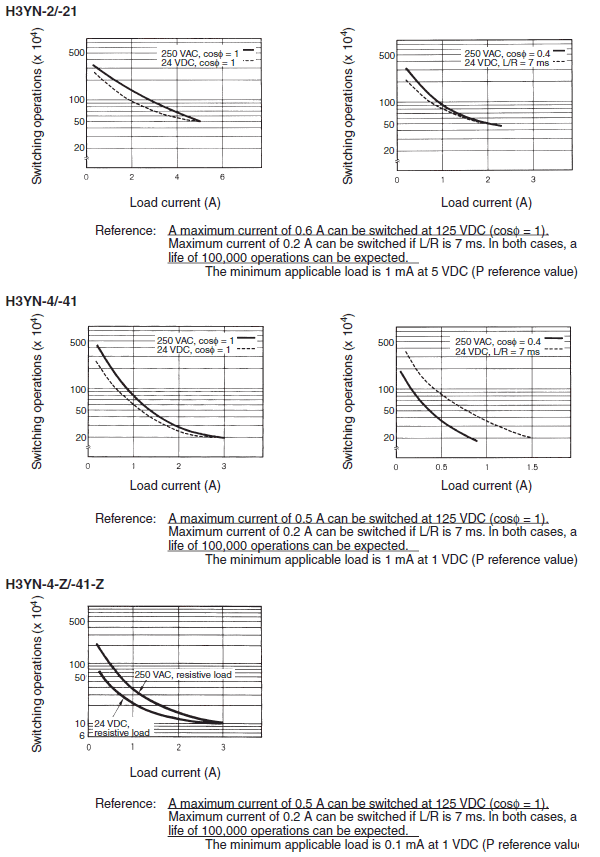 H3YN-2/-21
Switching operations (x 10⁴)
250 VAC, cosϕ = 1
24 VDC, cosϕ = 1
500
100
50
20
0 2 4 6
Load current (A)
Switching operations (x 10⁴)
250 VAC, cosϕ = 0.4
24 VDC, L/R = 7 ms
500
100
50
20
0 1 2 3
Load current (A)
Reference: A maximum current of 0.6 A can be switched at 125 VDC (cosϕ = 1).
Maximum current of 0.2 A can be switched if L/R is 7 ms. In both cases, a
life of 100,000 operations can be expected.
The minimum applicable load is 1 mA at 5 VDC (P reference value)
H3YN-4/-41
Switching operations (x 10⁴)
250 VAC, cosϕ = 1
24 VDC, cosϕ = 1
500
100
50
20
0 1 2 3
Load current (A)
Switching operations (x 10⁴)
250 VAC, cosϕ = 0.4
24 VDC, L/R = 7 ms
500
100
50
20
0 0.5 1 1.5
Load current (A)
Reference: A maximum current of 0.5 A can be switched at 125 VDC (cosϕ = 1).
Maximum current of 0.2 A can be switched if L/R is 7 ms. In both cases, a
life of 100,000 operations can be expected.
The minimum applicable load is 1 mA at 1 VDC (P reference value)
H3YN-4-Z/-41-Z
Switching operations (x 10⁴)
500
100
50
10
6
250 VAC, resistive load
24 VDC,
resistive load
0 1 2 3
Load current (A)
Reference: A maximum current of 0.5 A can be switched at 125 VDC (cosϕ = 1).
Maximum current of 0.2 A can be switched if L/R is 7 ms. In both cases, a
life of 100,000 operations can be expected.
The minimum applicable load is 0.1 mA at 1 VDC (P reference valu